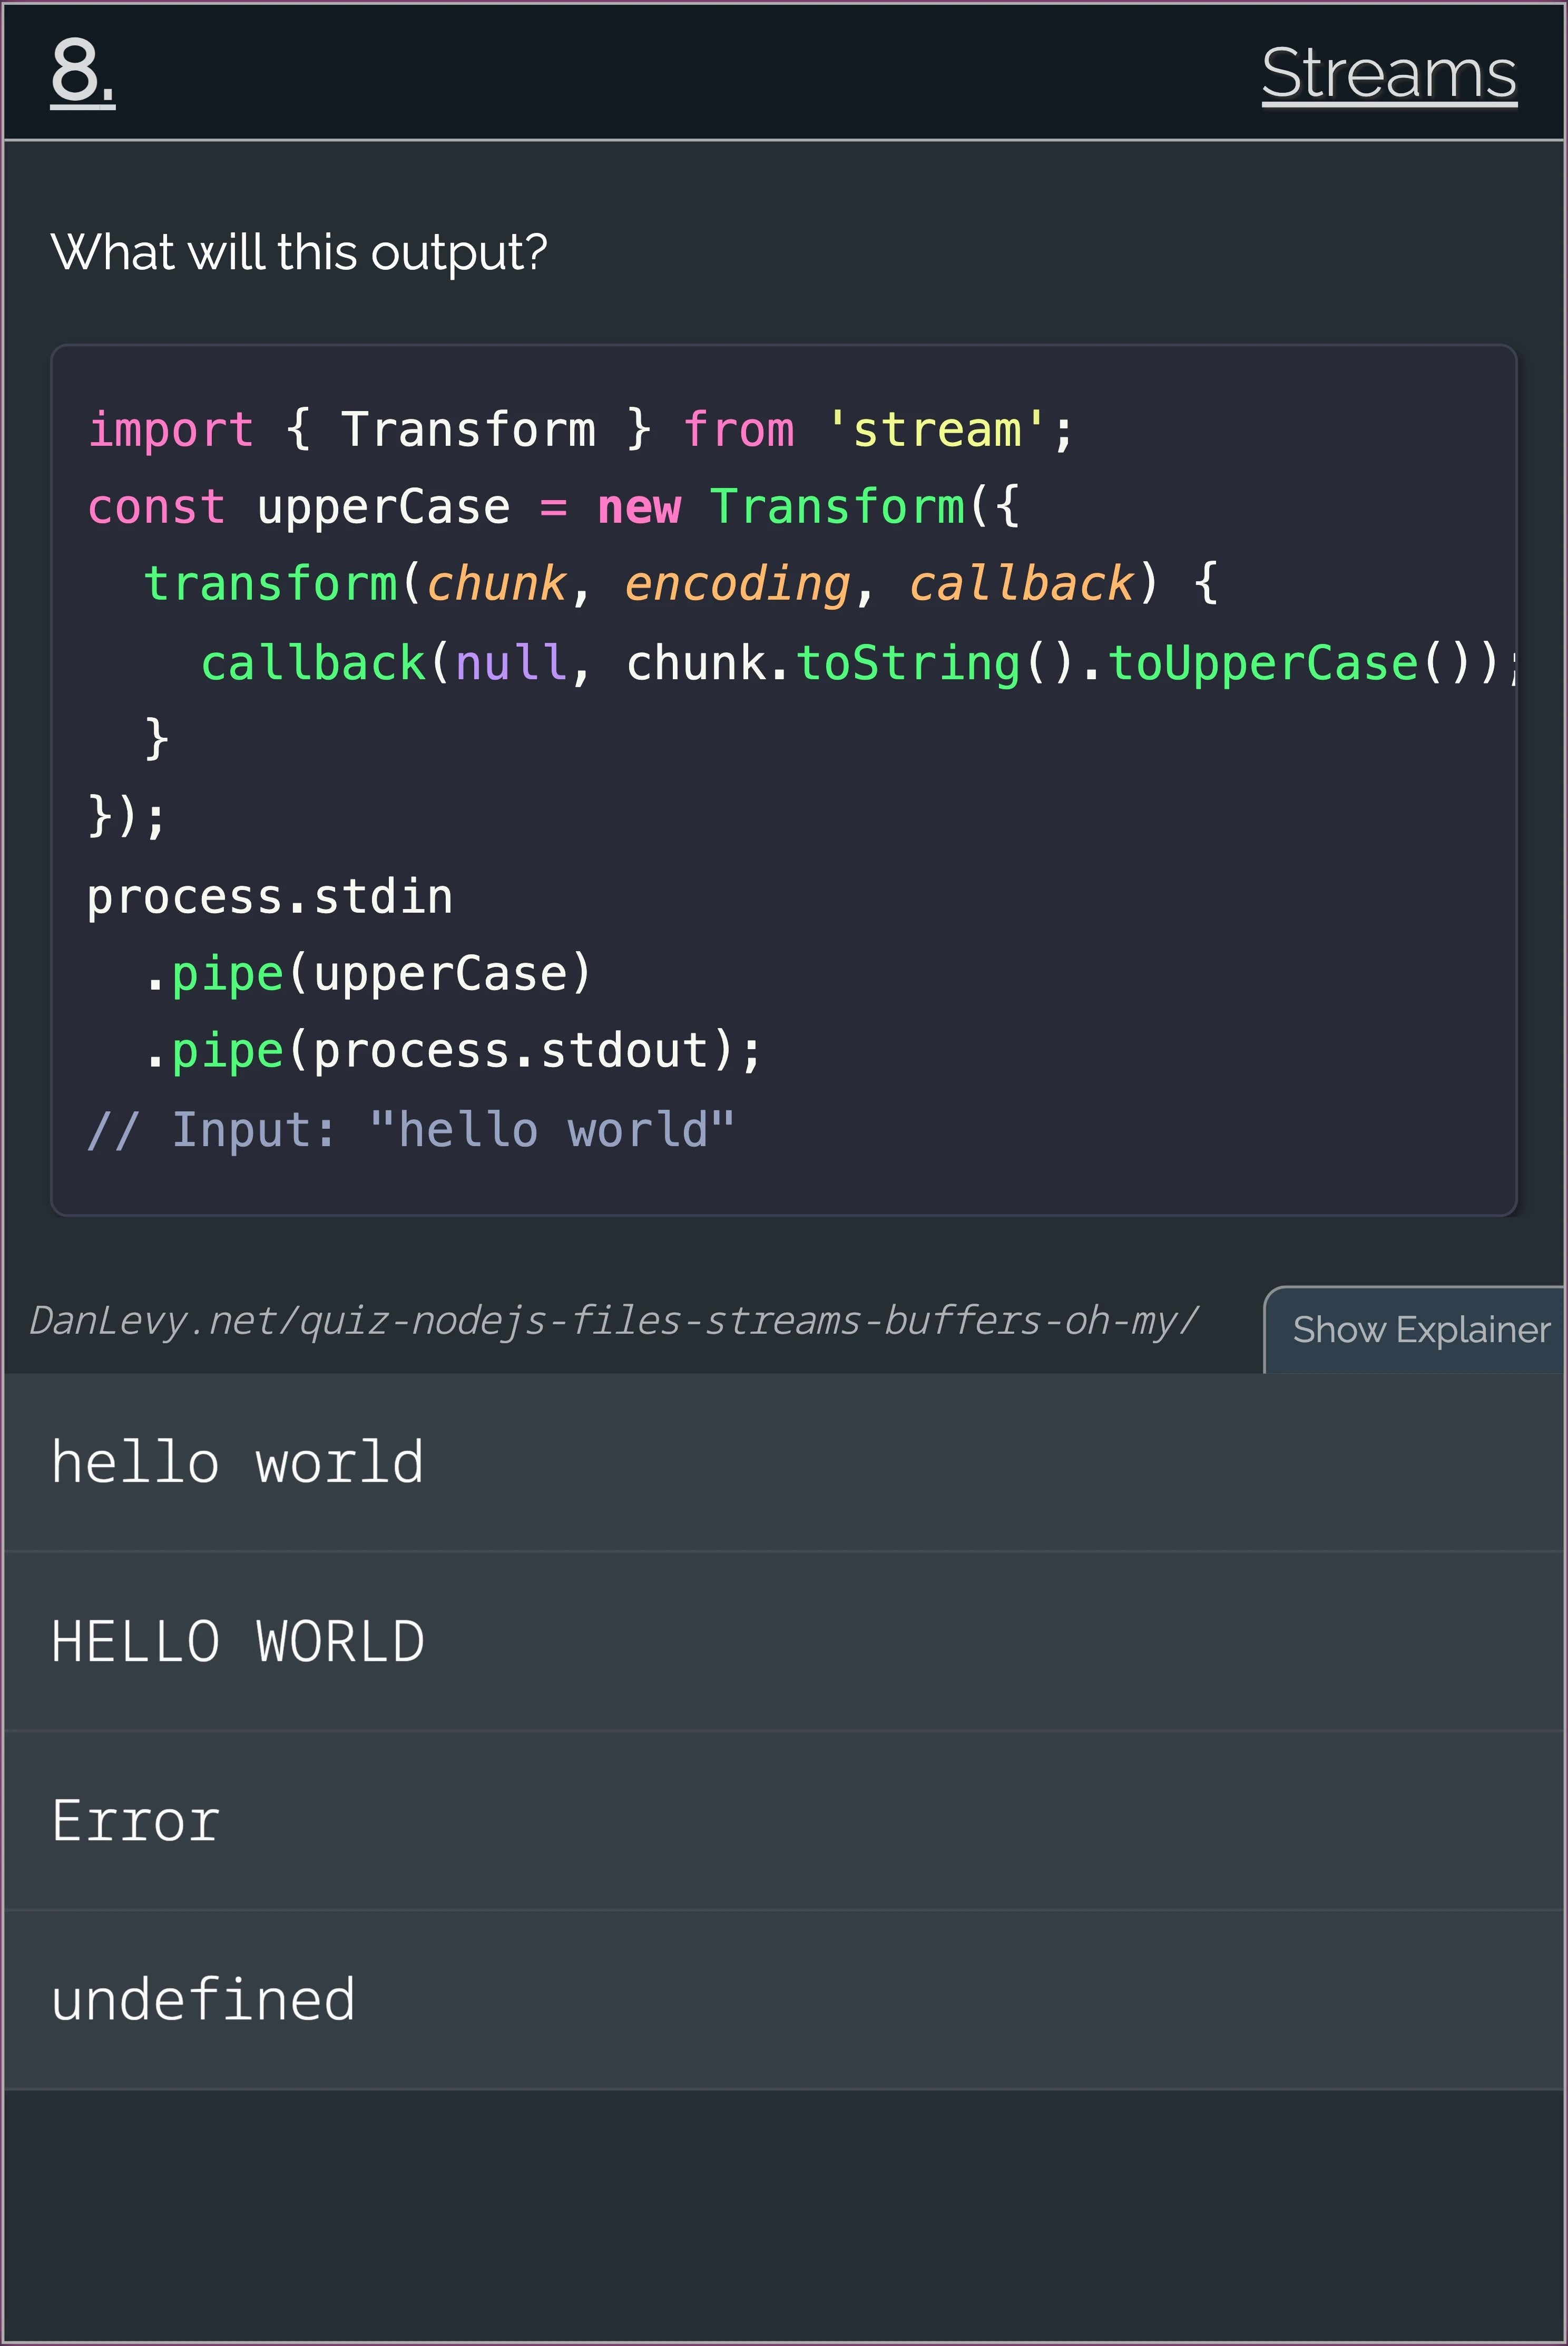 8.
Streams
What will this output?
import { Transform } from 'stream';
const upperCase = new Transform({
  transform(chunk, encoding, callback) {
    callback(null, chunk.toString().toUpperCase());
  }
});
process.stdin
  .pipe(upperCase)
  .pipe(process.stdout);
// Input: "hello world"
DanLevy.net/quiz-nodejs-files-streams-buffers-oh-my/
Show Explainer
hello world
HELLO WORLD
Error
undefined